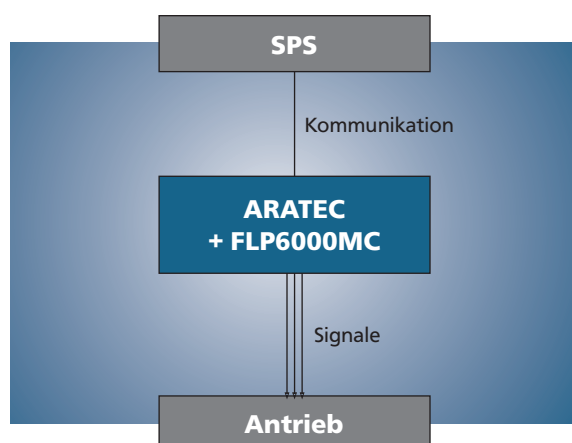 SPS
Kommunikation
ARATEC
+ FLP6000MC
Signale
Antrieb